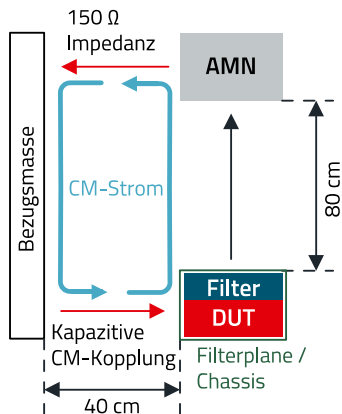 150 Ω
Impedanz
AMN
Bezugsmasse
CM-Strom
80 cm
Filter
DUT
Kapazitive
CM-Kopplung
Filterplane /
Chassis
40 cm